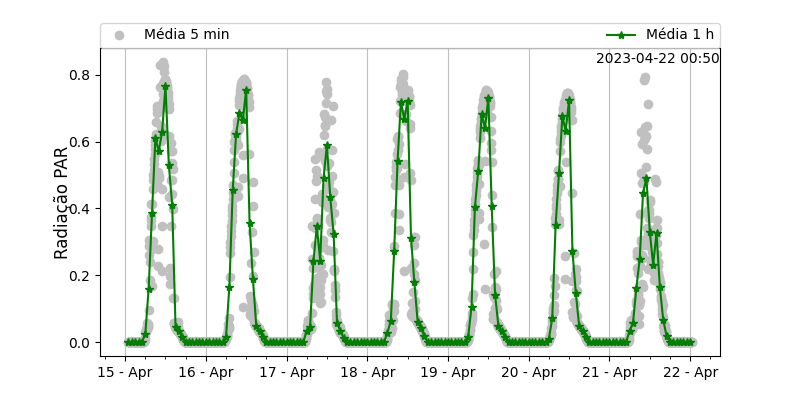 Média 5 min
Média 1 h
2023-04-22 00:50
Radiação PAR
0.8
0.6
0.4
0.2
0.0
15 - Apr
16 - Apr
17 - Apr
18 - Apr
19 - Apr
20 - Apr
21 - Apr
22 - Apr